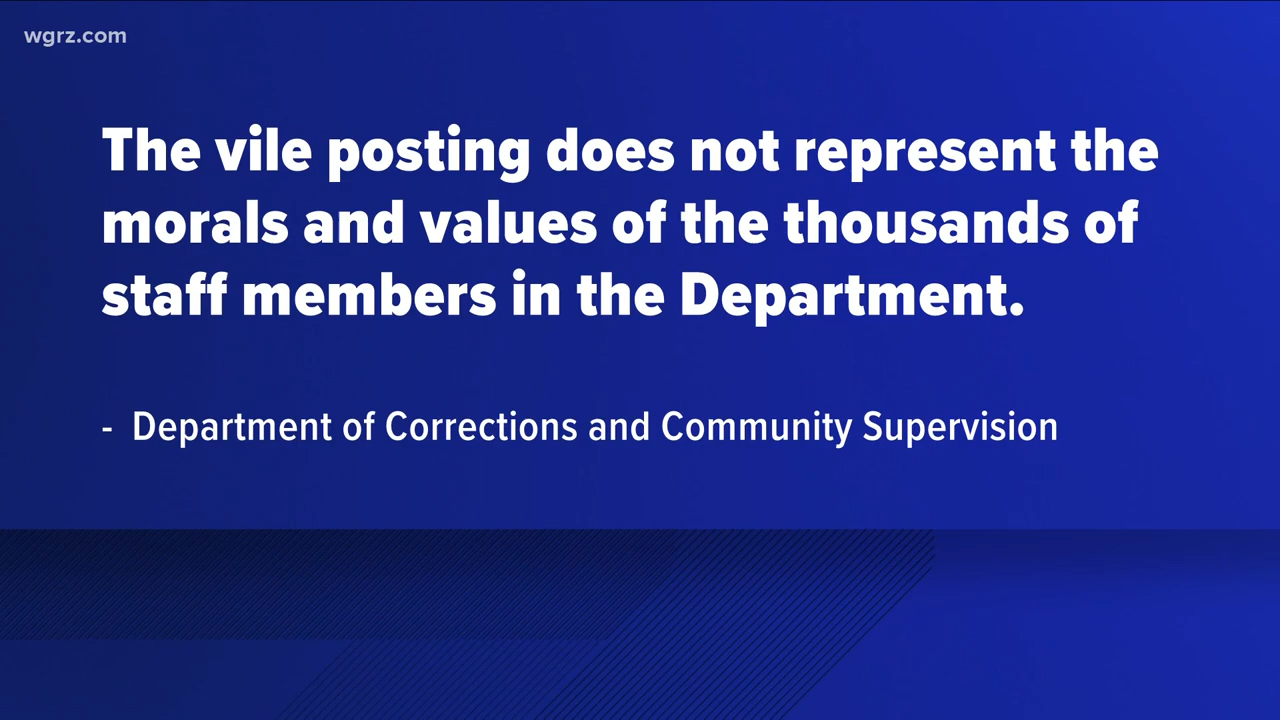 wgrz.com
The vile posting does not represent the
morals and values of the thousands of
staff members in the Department.
- Department of Corrections and Community Supervision